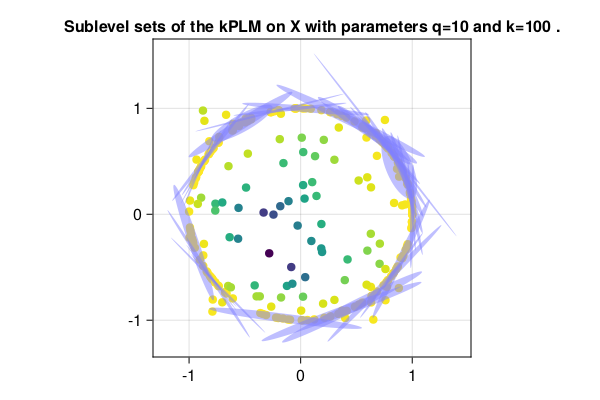 Sublevel sets of the kPLM on X with parameters q=10 and k=100 .
1
0
-1
-1 0 1